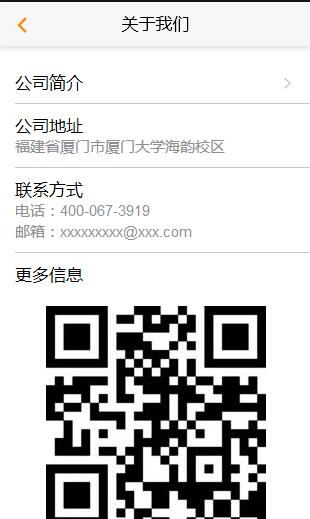 关于我们
公司简介
公司地址
福建省厦门市厦门大学海韵校区
联系方式
电话：400-067-3919
邮箱：xxxxxxxxx@xxx.com
更多信息